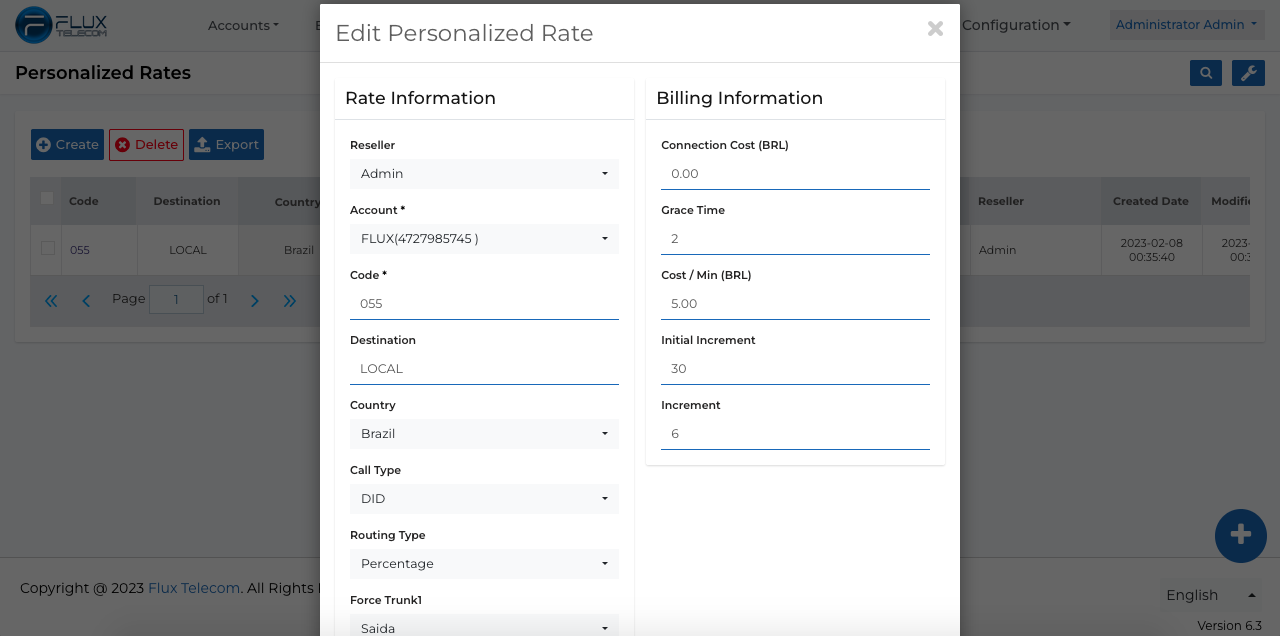 FLUX
TELECOM
Accounts
Configuration
Administrator Admin
Personalized Rates
Create
Delete
Export
Code
Destination
Country
Reseller
Created Date
055
LOCAL
Brazil
Admin
2023-02-08
00:35:40
2023-
Page 1 of 1
Edit Personalized Rate
Rate Information
Reseller
Admin
Account *
FLUX(4727985745 )
Code *
055
Destination
LOCAL
Country
Brazil
Call Type
DID
Routing Type
Percentage
Force Trunk1
Saida
Billing Information
Connection Cost (BRL)
0.00
Grace Time
2
Cost / Min (BRL)
5.00
Initial Increment
30
Increment
6
Copyright @ 2023 Flux Telecom. All Rights
English
Version 6.3